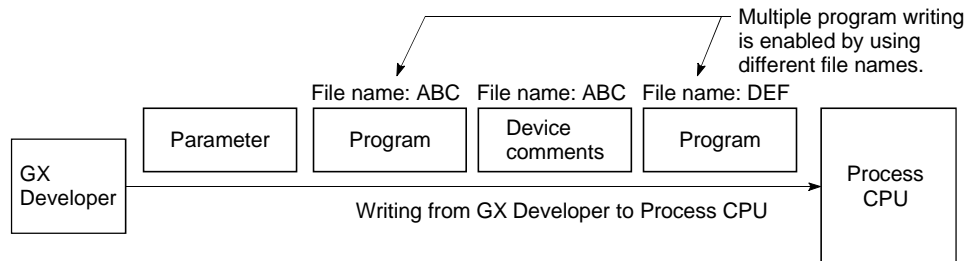 Multiple program writing
is enabled by using
different file names.
File name: ABC
File name: ABC
File name: DEF
Parameter
Program
Device
comments
Program
GX
Developer
Process
CPU
Writing from GX Developer to Process CPU